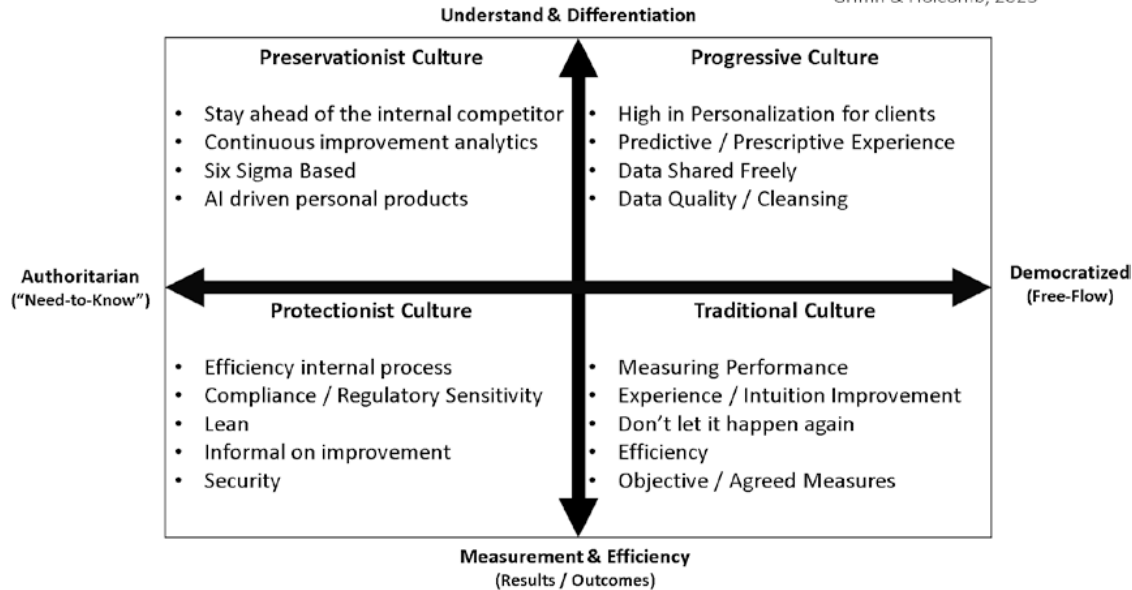 Griffin & Holcomb, 2023
Understand & Differentiation
Preservationist Culture
• Stay ahead of the internal competitor
• Continuous improvement analytics
• Six Sigma Based
• AI driven personal products
Progressive Culture
• High in Personalization for clients
• Predictive / Prescriptive Experience
• Data Shared Freely
• Data Quality / Cleansing
Authoritarian
(“Need-to-Know”)
Democratized
(Free-Flow)
Protectionist Culture
• Efficiency internal process
• Compliance / Regulatory Sensitivity
• Lean
• Informal on improvement
• Security
Traditional Culture
• Measuring Performance
• Experience / Intuition Improvement
• Don’t let it happen again
• Efficiency
• Objective / Agreed Measures
Measurement & Efficiency
(Results / Outcomes)